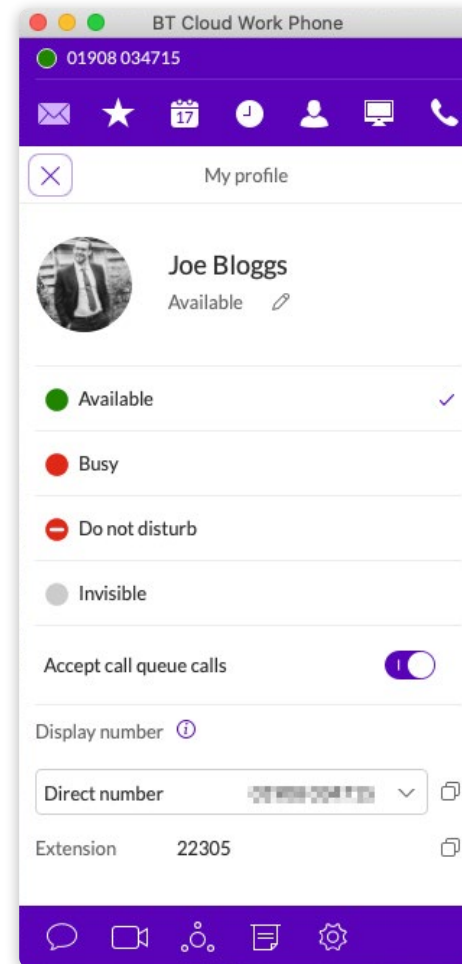 BT Cloud Work Phone
01908 034715
17
My profile
Joe Bloggs
Available
Available
Busy
Do not disturb
Invisible
Accept call queue calls
Display number
Direct number
Extension 22305